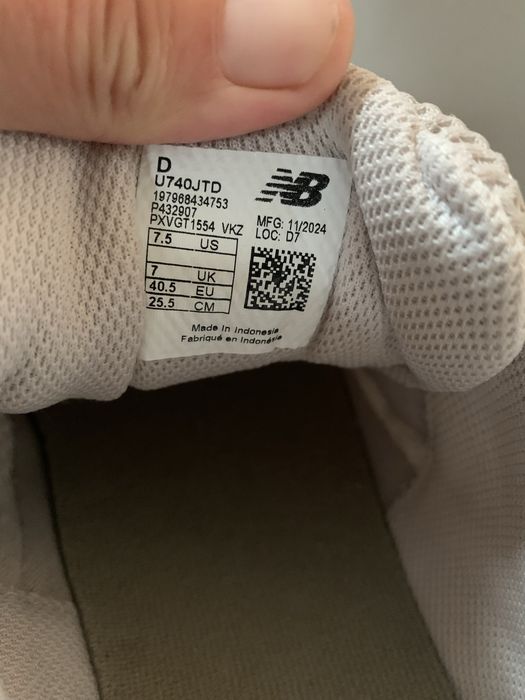 D
U740JTD
197968434753
P432907
PXVGT1554 VKZ
NB
MFG: 11/2024
LOC: D7
7.5 US
7 UK
40.5 EU
25.5 CM
Made in Indonesia
Fabriqué en Indonésie